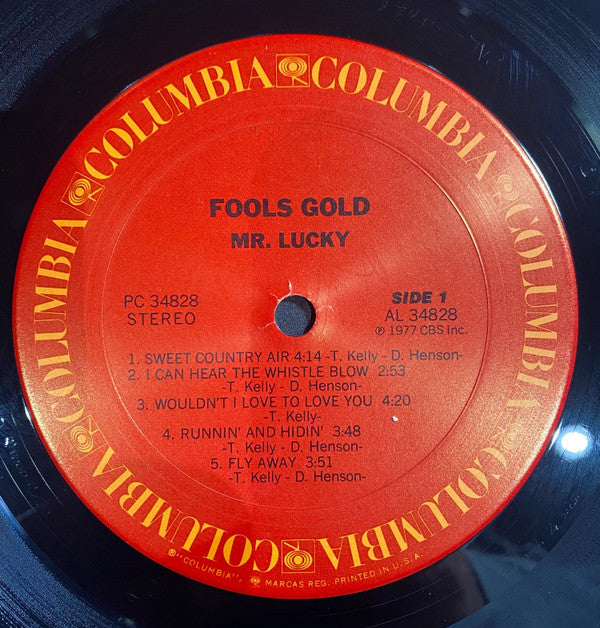 COLUMBIA COLUMBIA COLUMBIA COLUMBIA COLUMBIA COLUMBIA
FOOLS GOLD
MR. LUCKY
PC 34828
STEREO
SIDE 1
AL 34828
℗ 1977 CBS Inc.
1. SWEET COUNTRY AIR 4:14 -T. Kelly - D. Henson-
2. I CAN HEAR THE WHISTLE BLOW 2:53
-T. Kelly - D. Henson-
3. WOULDN'T I LOVE TO LOVE YOU 4:20
-T. Kelly-
4. RUNNIN' AND HIDIN' 3:48
-T. Kelly - D. Henson-
5. FLY AWAY 3:51
-T. Kelly - D. Henson-
®"COLUMBIA", MARCAS REG. PRINTED IN U.S.A.